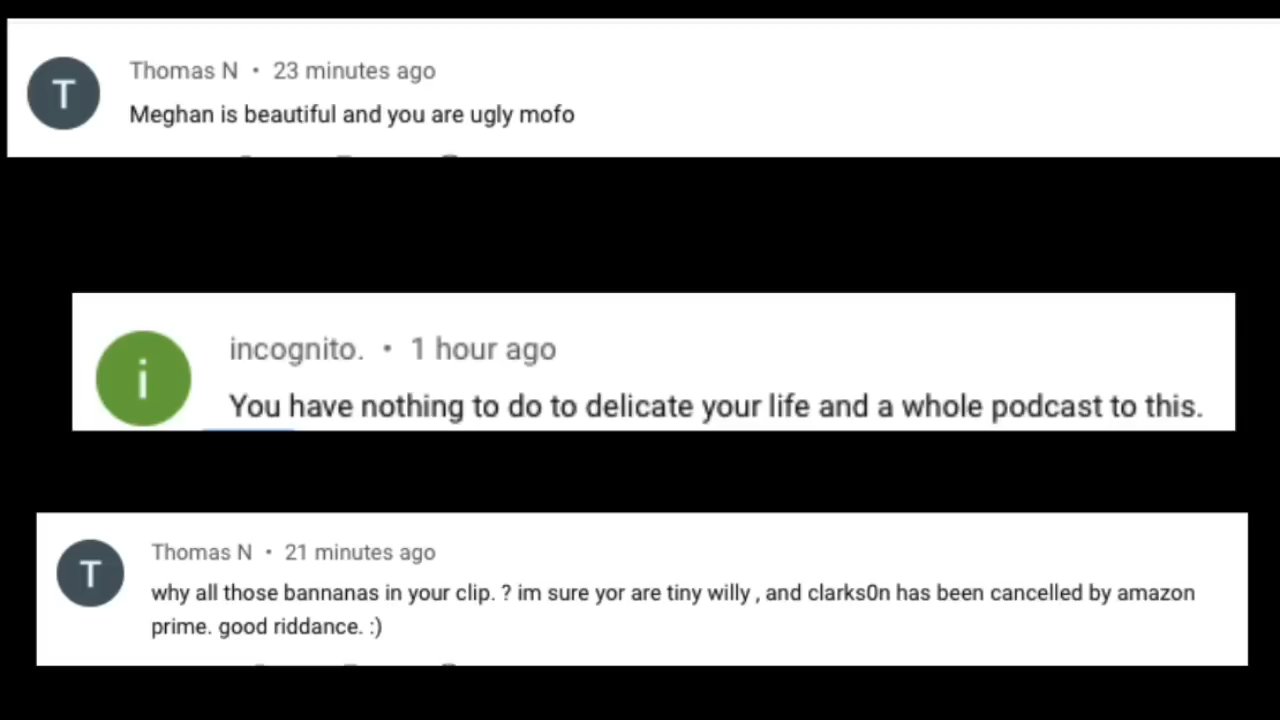 T
Thomas N • 23 minutes ago
Meghan is beautiful and you are ugly mofo
i
incognito. • 1 hour ago
You have nothing to do to delicate your life and a whole podcast to this.
T
Thomas N • 21 minutes ago
why all those bannanas in your clip. ? im sure yor are tiny willy , and clarks0n has been cancelled by amazon
prime. good riddance. :)